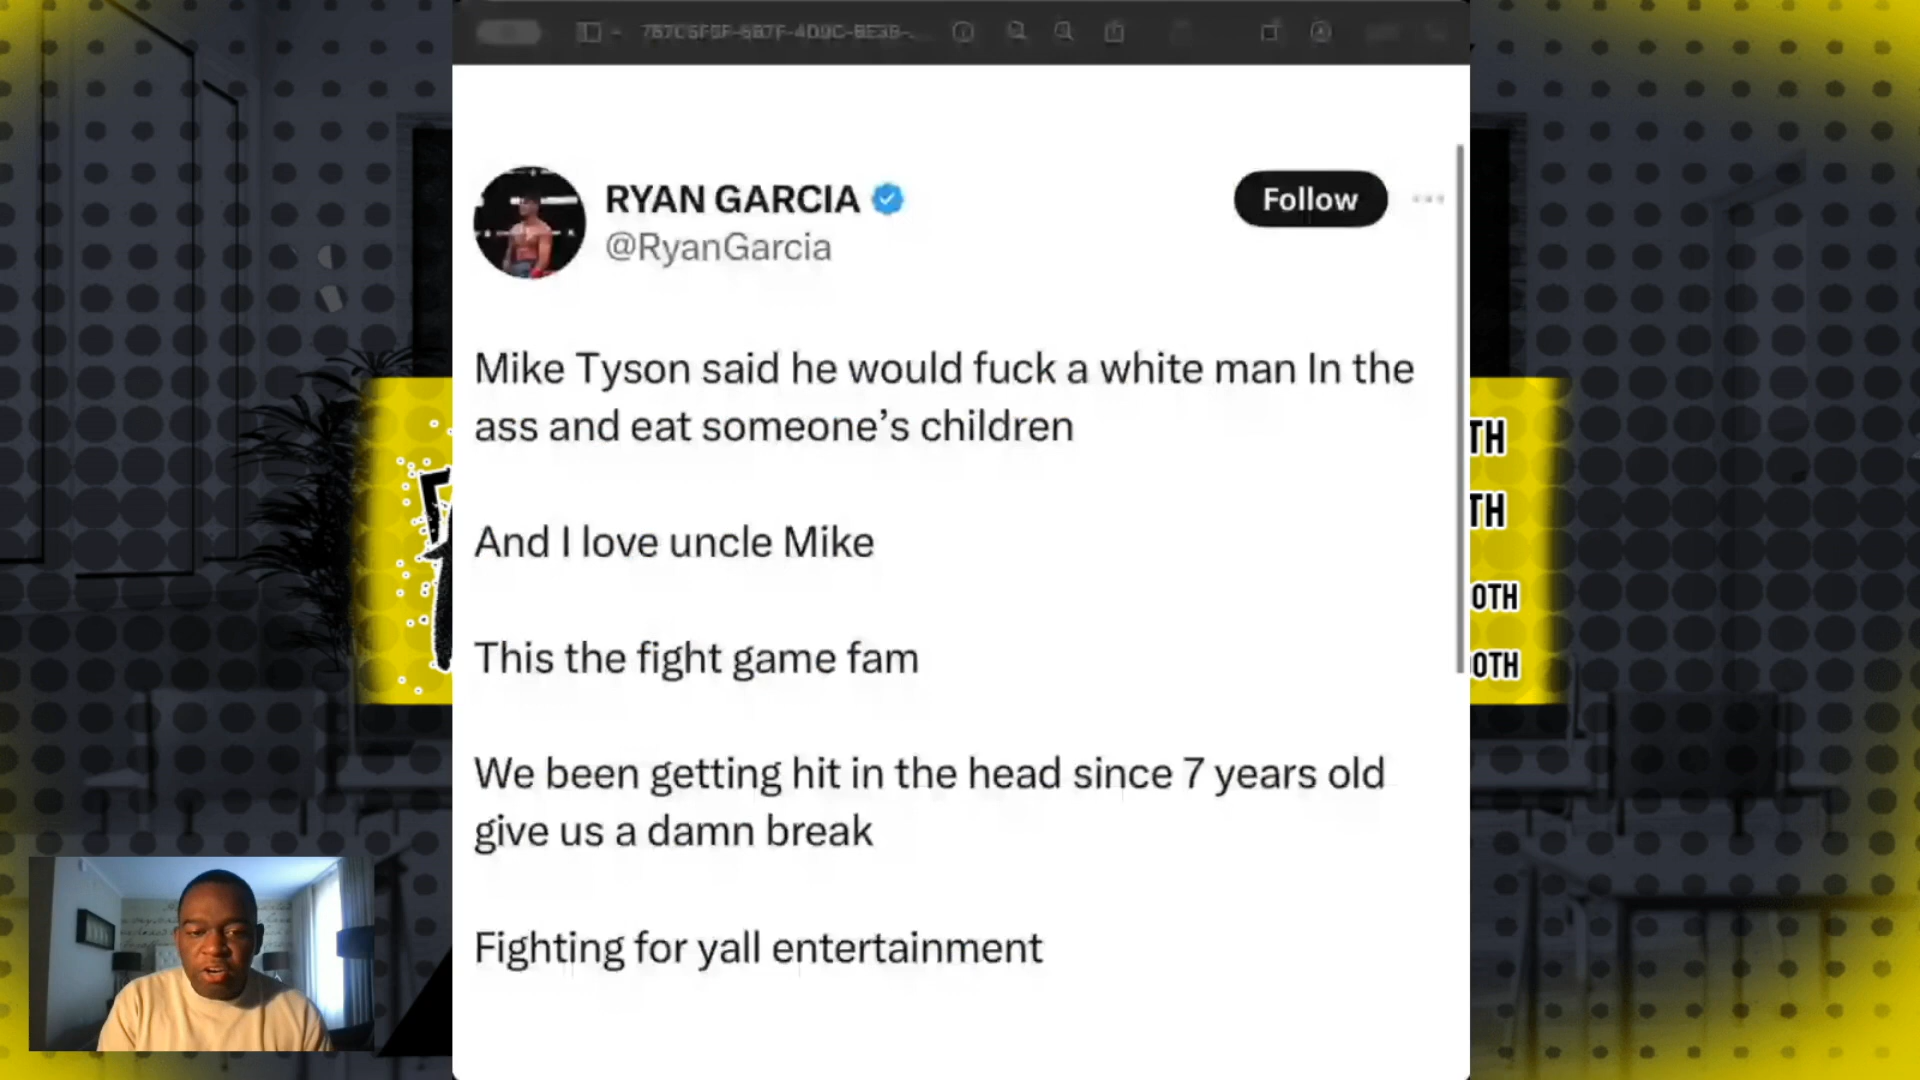 RYAN GARCIA
@RyanGarcia
Follow
Mike Tyson said he would fuck a white man In the
ass and eat someone’s children
And I love uncle Mike
This the fight game fam
We been getting hit in the head since 7 years old
give us a damn break
Fighting for yall entertainment
TH
TH
OTH
OTH